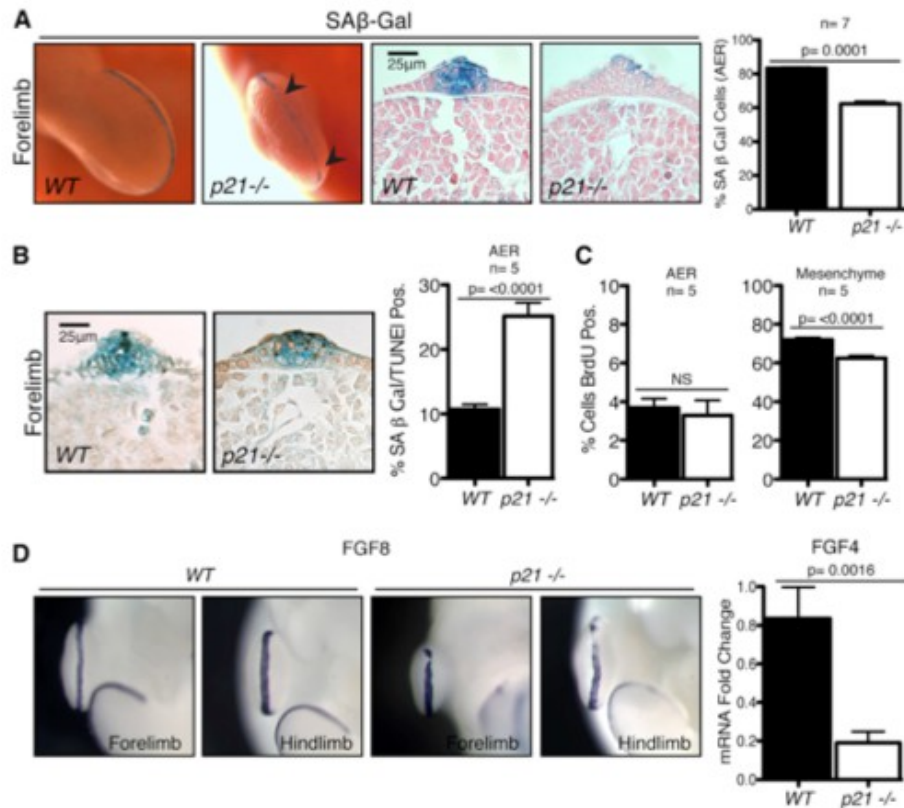 A
SAβ-Gal
Forelimb
WT
p21-/-
25µm
WT
p21-/-
n= 7
p= 0.0001
% SA β Gal Cells (AER)
100
80
60
40
20
0
WT
p21 -/-
B
Forelimb
25µm
WT
p21-/-
AER
n= 5
p= <0.0001
% SA β Gal/TUNEl Pos.
30
20
10
0
WT
p21 -/-
C
AER
n= 5
NS
% Cells BrdU Pos.
10
8
6
4
2
0
WT
p21 -/-
Mesenchyme
n= 5
p= <0.0001
100
80
60
40
20
0
WT
p21 -/-
D
FGF8
WT
p21 -/-
Forelimb
Hindlimb
Forelimb
Hindlimb
FGF4
p= 0.0016
mRNA Fold Change
1.0
0.8
0.6
0.4
0.2
0.0
WT
p21 -/-